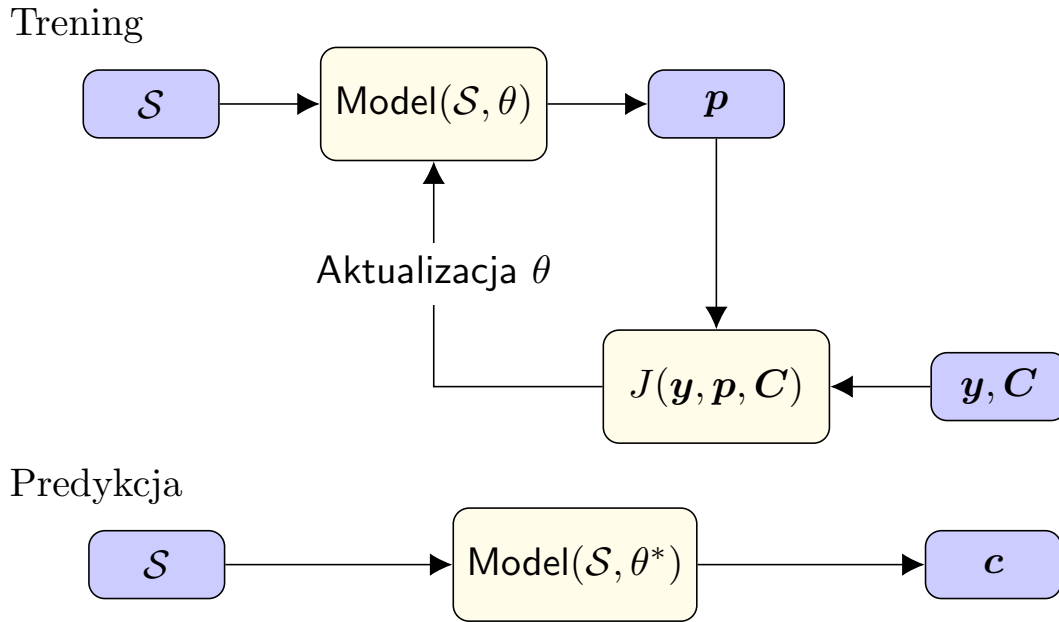 Trening
𝒮
Model(𝒮, θ)
𝒑
Aktualizacja θ
J(𝒚, 𝒑, 𝑪)
𝒚, 𝑪
Predykcja
𝒮
Model(𝒮, θ*)
𝒄